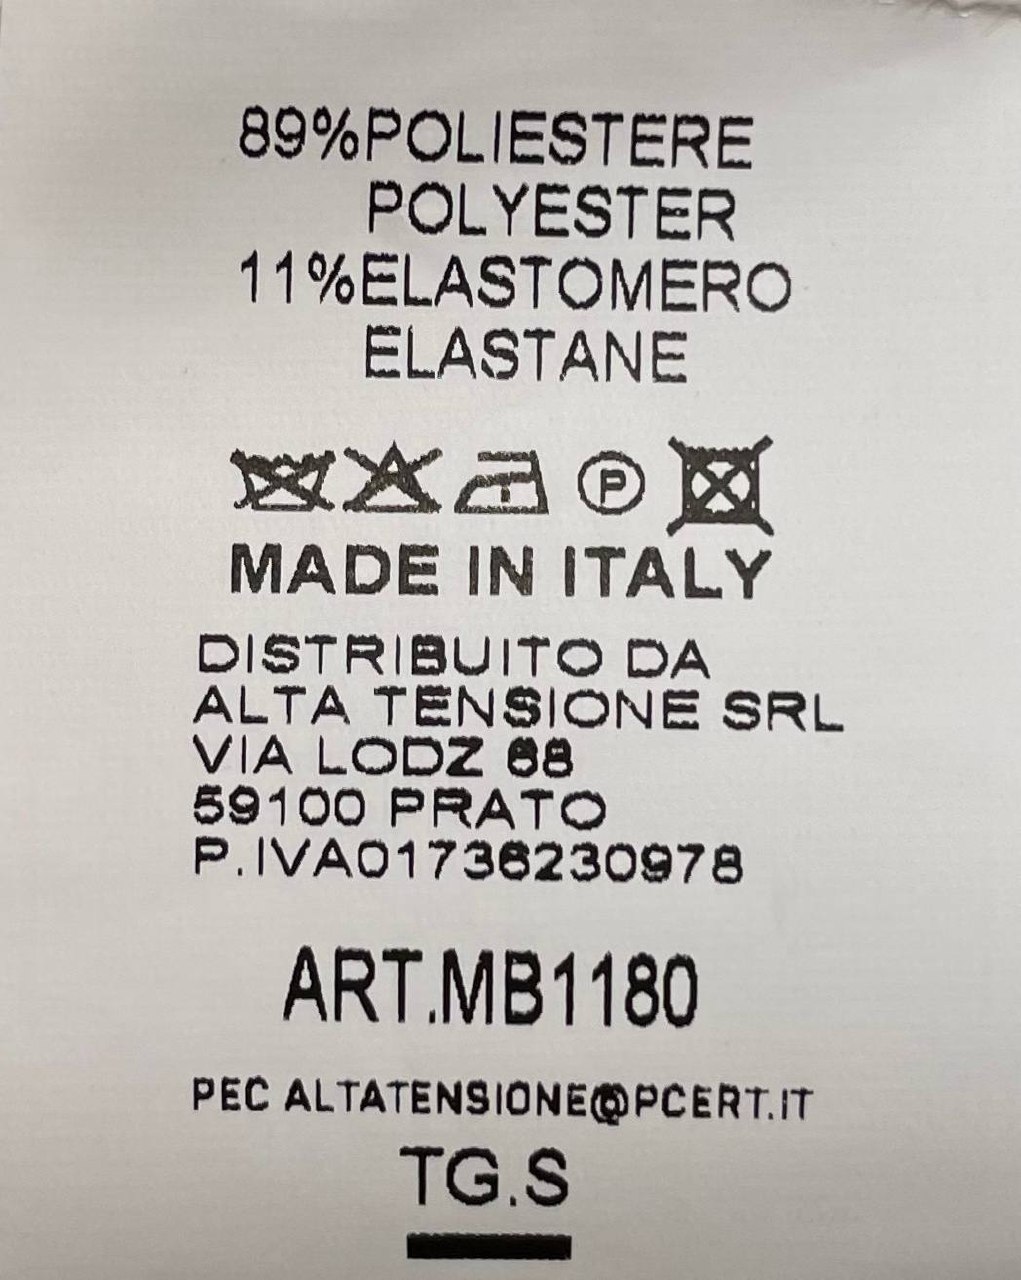 89%POLIESTERE
POLYESTER
11%ELASTOMERO
ELASTANE
P
MADE IN ITALY
DISTRIBUITO DA
ALTA TENSIONE SRL
VIA LODZ 68
59100 PRATO
P.IVA01736230978
ART.MB1180
PEC ALTATENSIONE@PCERT.IT
TG.S